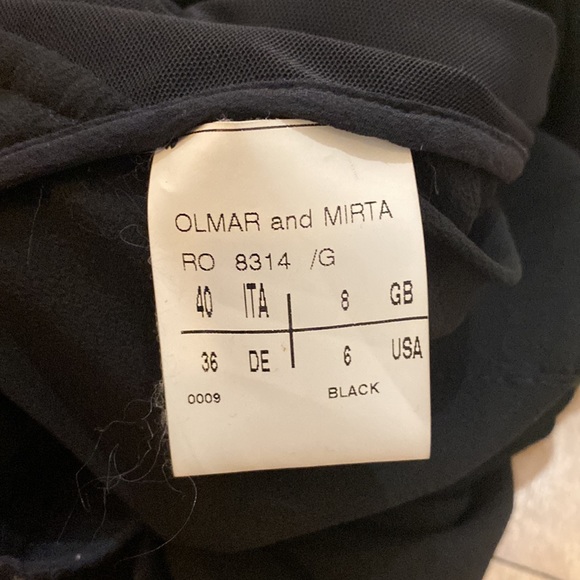 OLMAR and MIRTA
RO 8314 /G
40 ITA 8 GB
36 DE 6 USA
0009 BLACK